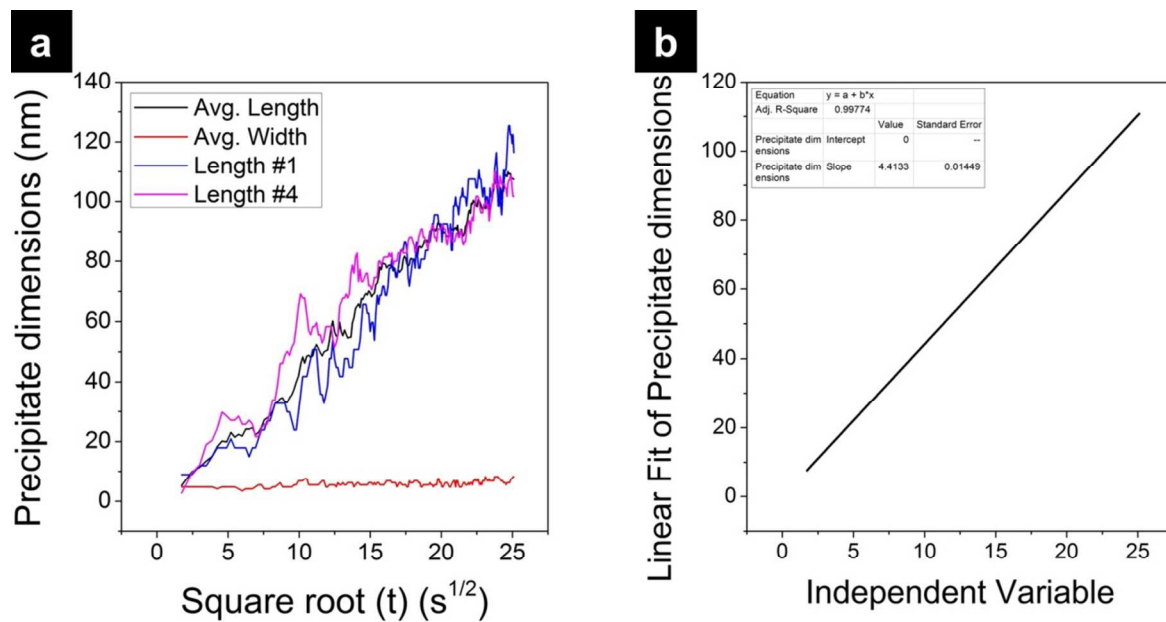 a
Precipitate dimensions (nm)
140
120
100
80
60
40
20
0
Avg. Length
Avg. Width
Length #1
Length #4
0 5 10 15 20 25
Square root (t) (s^1/2)
b
Linear Fit of Precipitate dimensions
120
100
80
60
40
20
0
Equation y = a + b*x
Adj. R-Square 0.99774
Value Standard Error
Precipitate dim
ensions Intercept 0 --
Precipitate dim
ensions Slope 4.4133 0.01449
0 5 10 15 20 25
Independent Variable